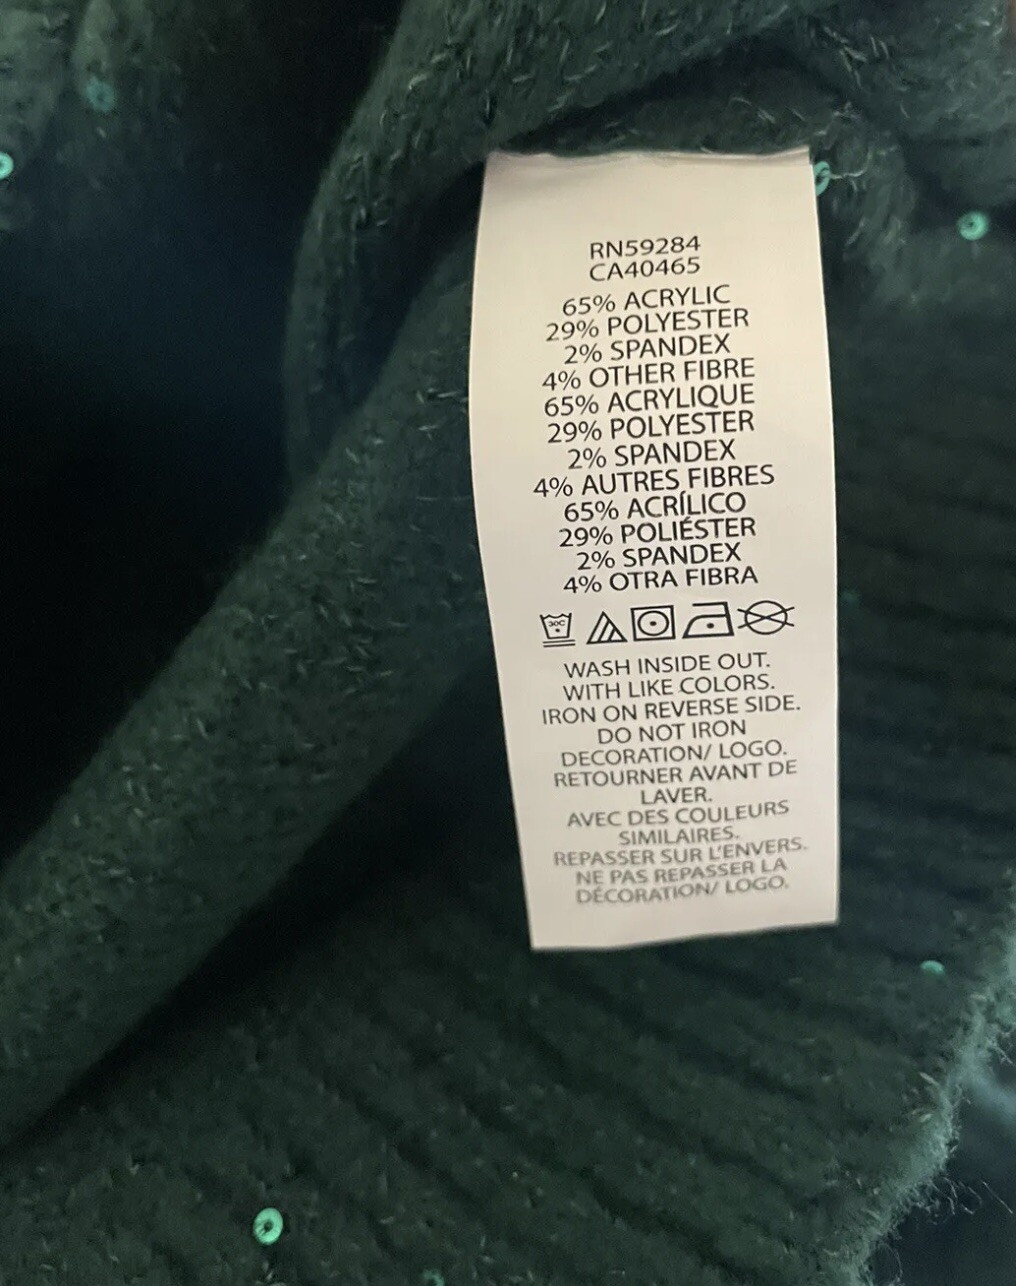 RN59284
CA40465
65% ACRYLIC
29% POLYESTER
2% SPANDEX
4% OTHER FIBRE
65% ACRYLIQUE
29% POLYESTER
2% SPANDEX
4% AUTRES FIBRES
65% ACRÍLICO
29% POLIÉSTER
2% SPANDEX
4% OTRA FIBRA
30C
WASH INSIDE OUT.
WITH LIKE COLORS.
IRON ON REVERSE SIDE.
DO NOT IRON
DECORATION/ LOGO.
RETOURNER AVANT DE
LAVER.
AVEC DES COULEURS
SIMILAIRES.
REPASSER SUR L'ENVERS.
NE PAS REPASSER LA
DÉCORATION/ LOGO.